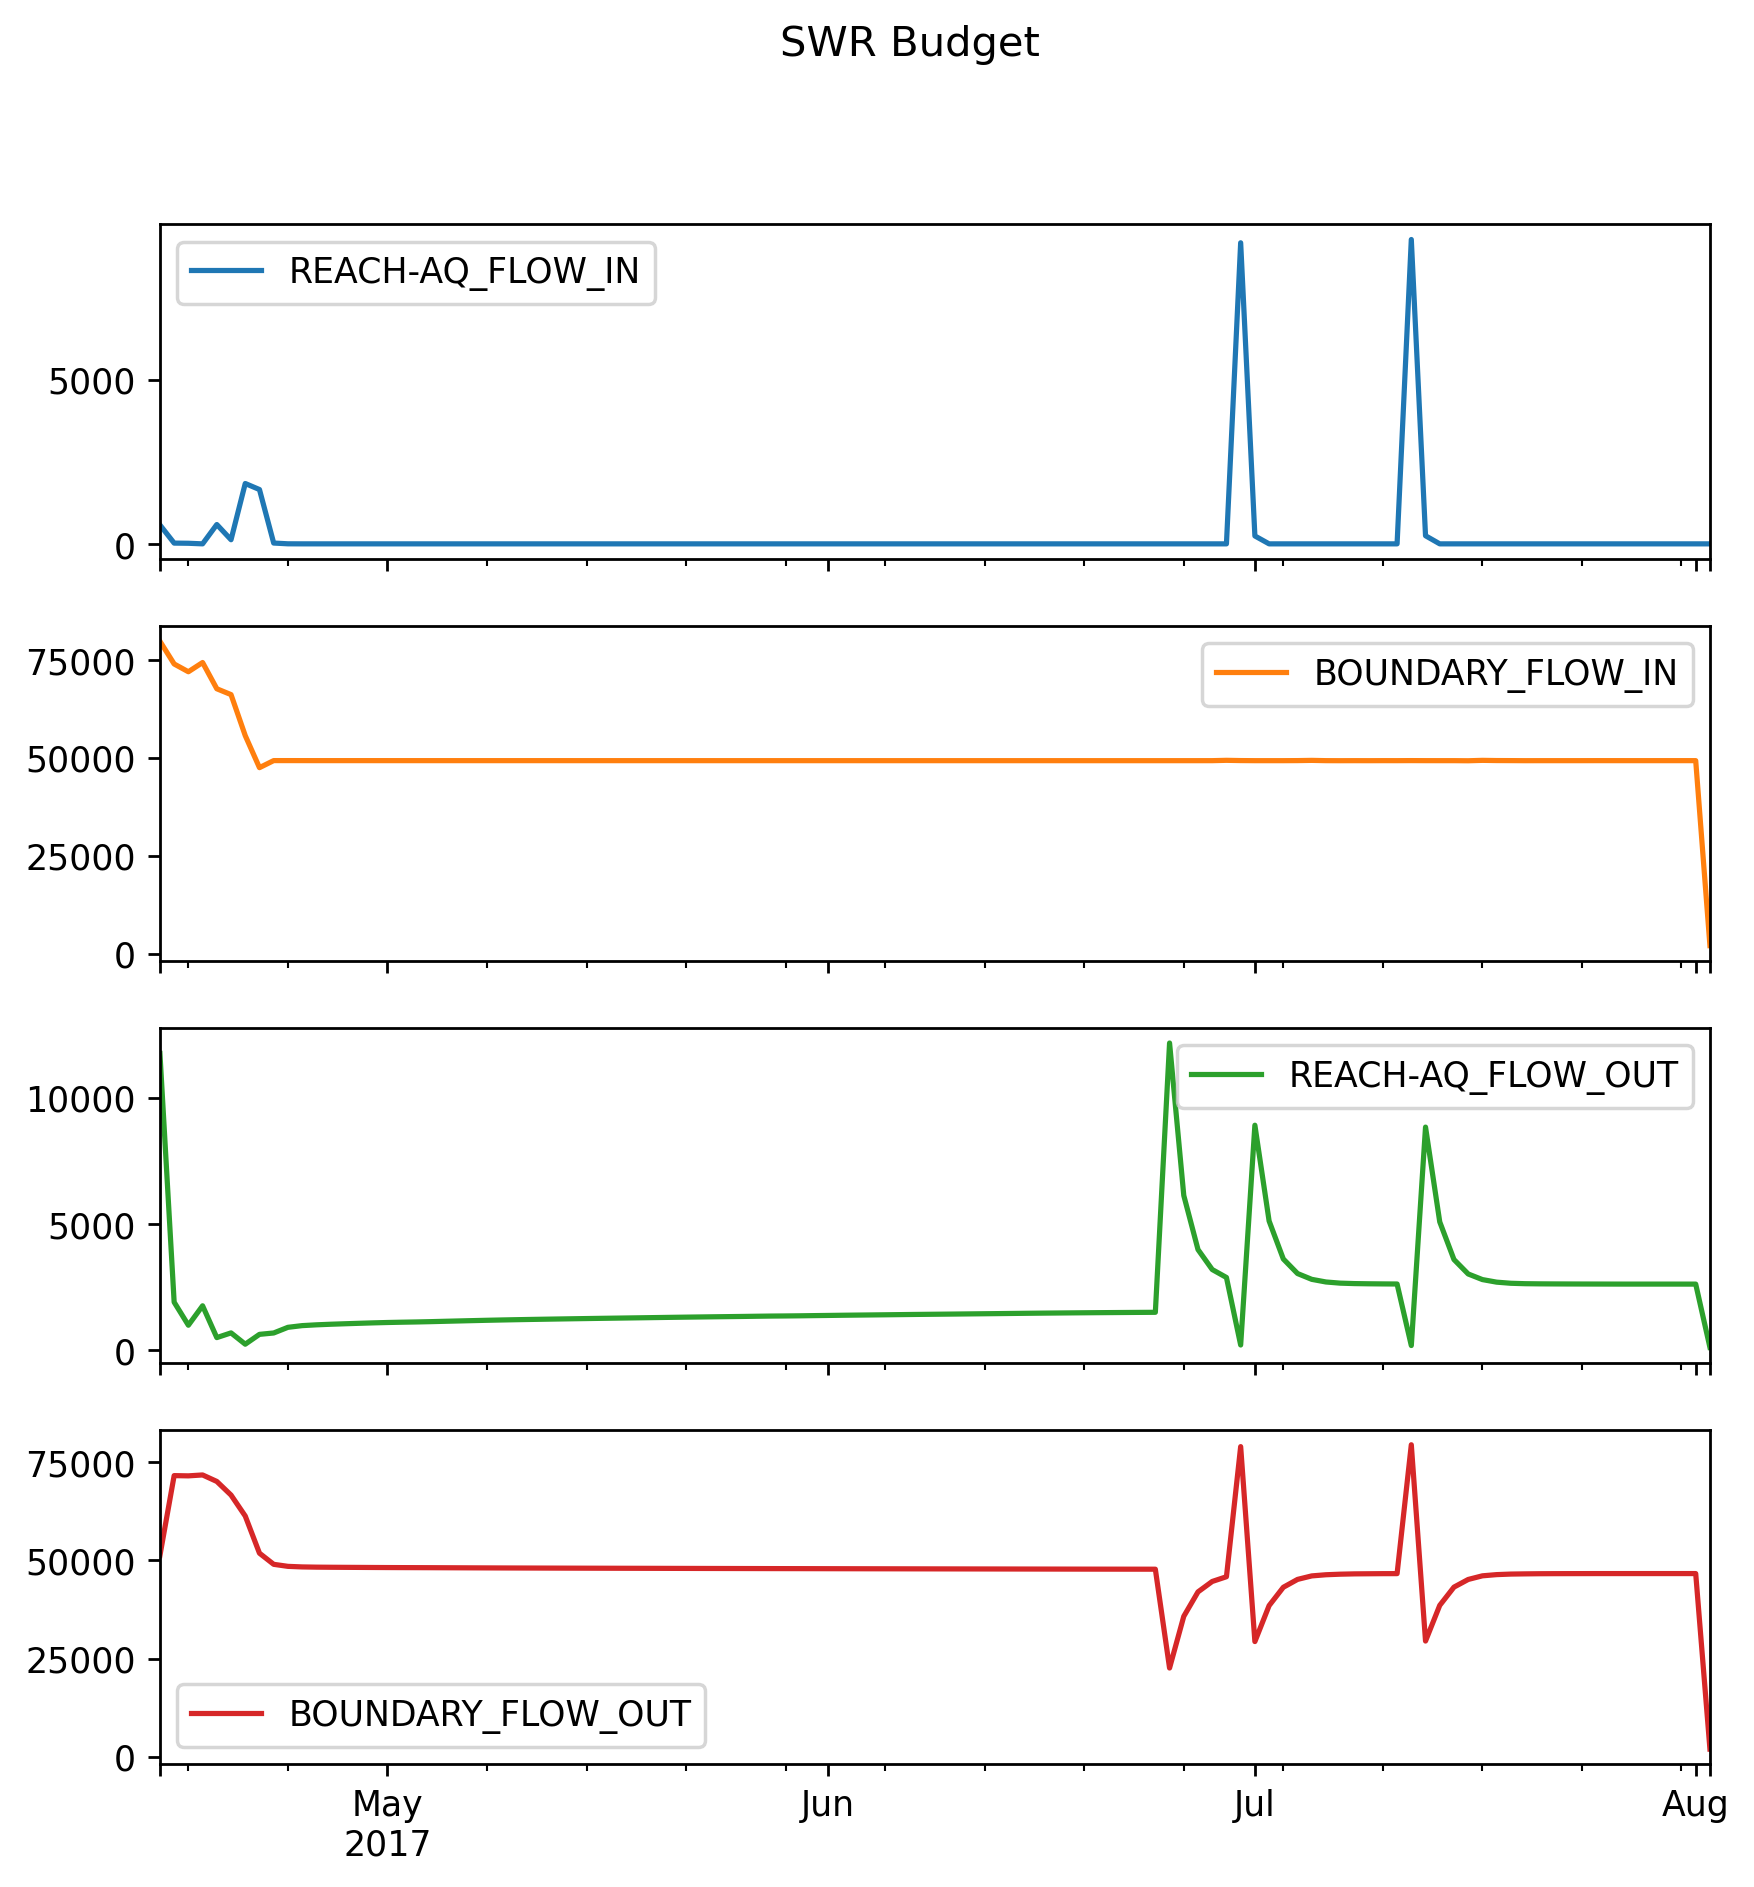 SWR Budget
REACH-AQ_FLOW_IN
5000
0
BOUNDARY_FLOW_IN
75000
50000
25000
0
REACH-AQ_FLOW_OUT
10000
5000
0
75000
50000
25000
BOUNDARY_FLOW_OUT
0
May
2017
Jun
Jul
Aug